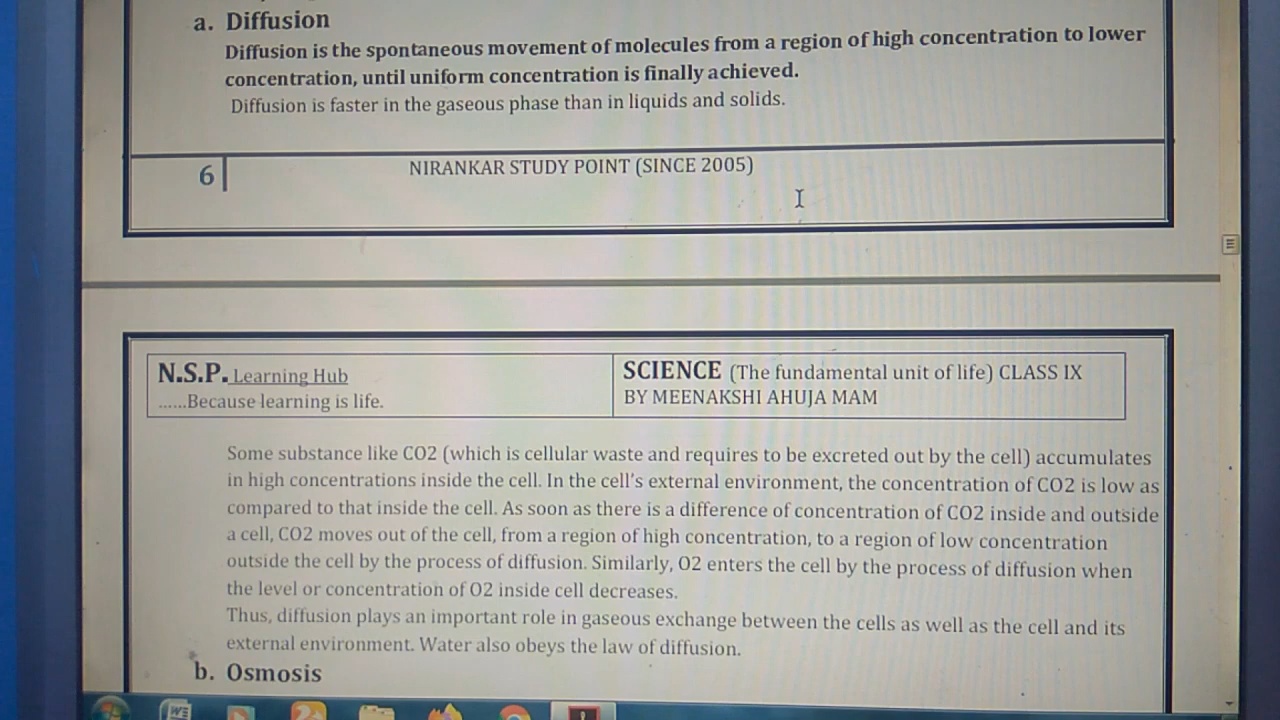 a. Diffusion
Diffusion is the spontaneous movement of molecules from a region of high concentration to lower
concentration, until uniform concentration is finally achieved.
Diffusion is faster in the gaseous phase than in liquids and solids.
6 NIRANKAR STUDY POINT (SINCE 2005)
N.S.P. Learning Hub
......Because learning is life.
SCIENCE (The fundamental unit of life) CLASS IX
BY MEENAKSHI AHUJA MAM
Some substance like CO2 (which is cellular waste and requires to be excreted out by the cell) accumulates
in high concentrations inside the cell. In the cell's external environment, the concentration of CO2 is low as
compared to that inside the cell. As soon as there is a difference of concentration of CO2 inside and outside
a cell, CO2 moves out of the cell, from a region of high concentration, to a region of low concentration
outside the cell by the process of diffusion. Similarly, O2 enters the cell by the process of diffusion when
the level or concentration of O2 inside cell decreases.
Thus, diffusion plays an important role in gaseous exchange between the cells as well as the cell and its
external environment. Water also obeys the law of diffusion.
b. Osmosis